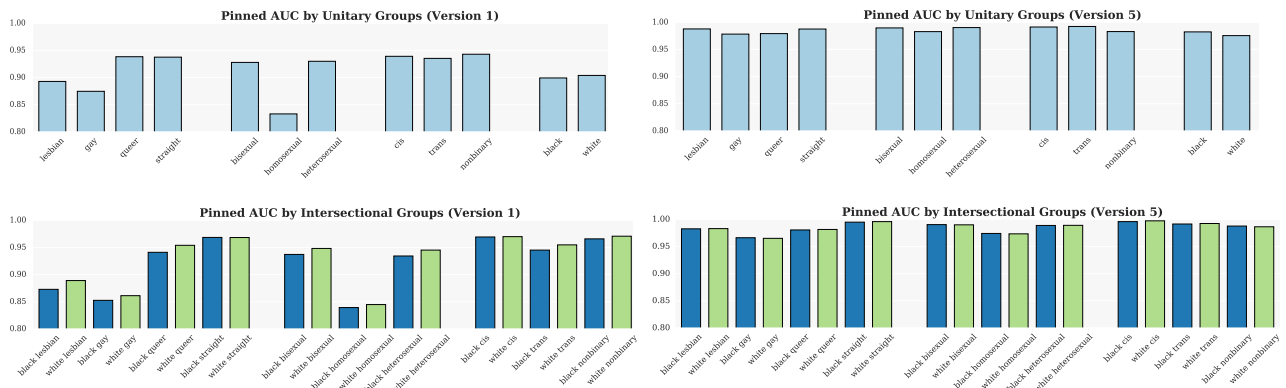 Pinned AUC by Unitary Groups (Version 1)
1.00
0.95
0.90
0.85
0.80
lesbian
gay
queer
straight
bisexual
homosexual
heterosexual
cis
trans
nonbinary
black
white
Pinned AUC by Unitary Groups (Version 5)
1.00
0.95
0.90
0.85
0.80
lesbian
gay
queer
straight
bisexual
homosexual
heterosexual
cis
trans
nonbinary
black
white
Pinned AUC by Intersectional Groups (Version 1)
1.00
0.95
0.90
0.85
0.80
black lesbian
white lesbian
black gay
white gay
black queer
white queer
black straight
white straight
black bisexual
white bisexual
black homosexual
white homosexual
black heterosexual
white heterosexual
black cis
white cis
black trans
white trans
black nonbinary
white nonbinary
Pinned AUC by Intersectional Groups (Version 5)
1.00
0.95
0.90
0.85
0.80
black lesbian
white lesbian
black gay
white gay
black queer
white queer
black straight
white straight
black bisexual
white bisexual
black homosexual
white homosexual
black heterosexual
white heterosexual
black cis
white cis
black trans
white trans
black nonbinary
white nonbinary